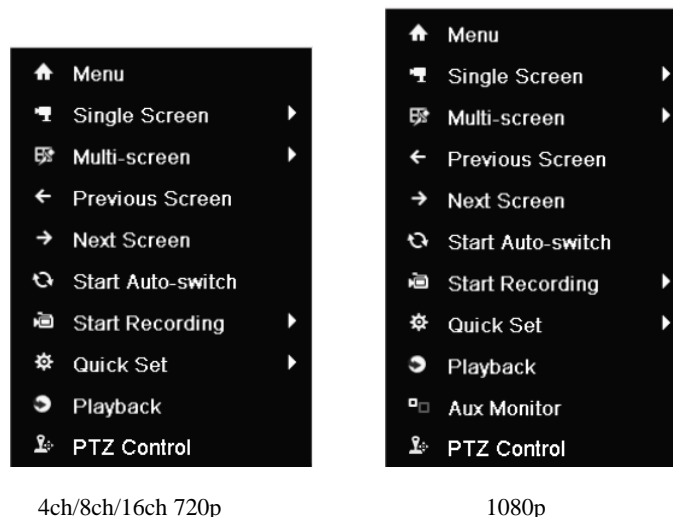 Menu
Single Screen
Multi-screen
Previous Screen
Next Screen
Start Auto-switch
Start Recording
Quick Set
Playback
PTZ Control
4ch/8ch/16ch 720p
Menu
Single Screen
Multi-screen
Previous Screen
Next Screen
Start Auto-switch
Start Recording
Quick Set
Playback
Aux Monitor
PTZ Control
1080p